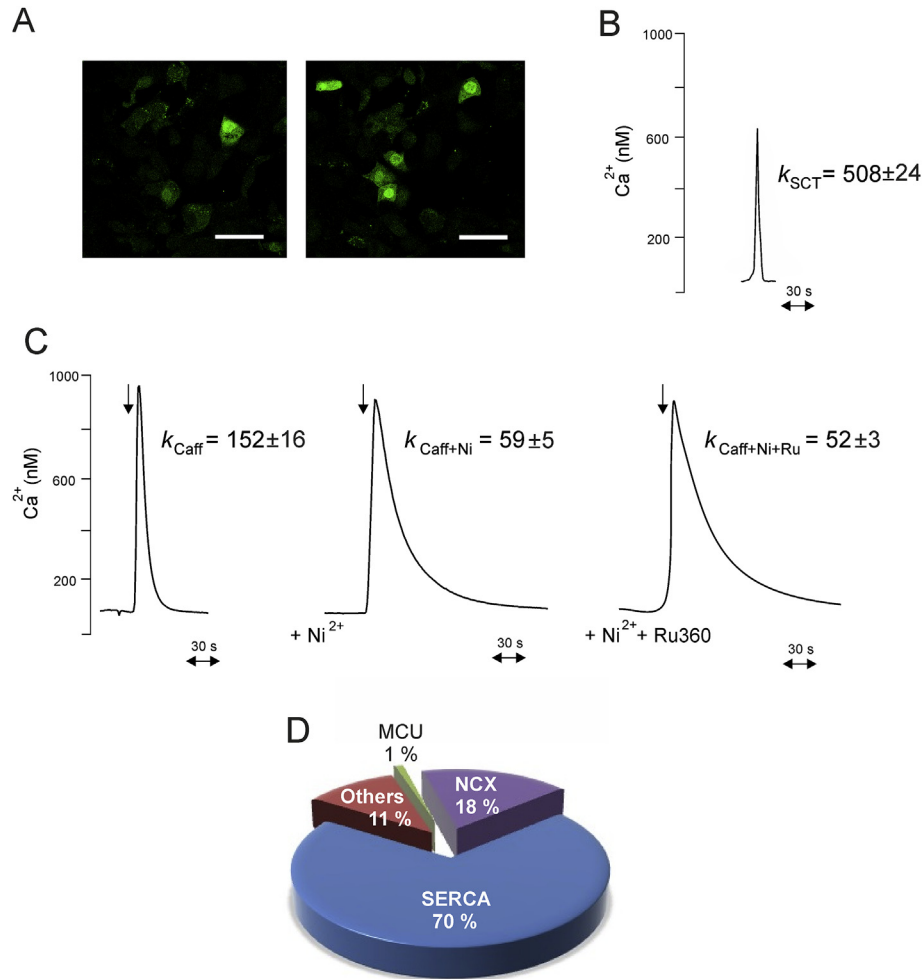 A
B
1000
600
200
Ca²⁺ (nM)
kSCT= 508±24
30 s
C
1000
600
200
Ca²⁺ (nM)
kCaff= 152±16
30 s
kCaff+Ni = 59±5
+ Ni²⁺
30 s
kCaff+Ni+Ru = 52±3
+ Ni²⁺+ Ru360
30 s
D
MCU
1 %
NCX
18 %
Others
11 %
SERCA
70 %